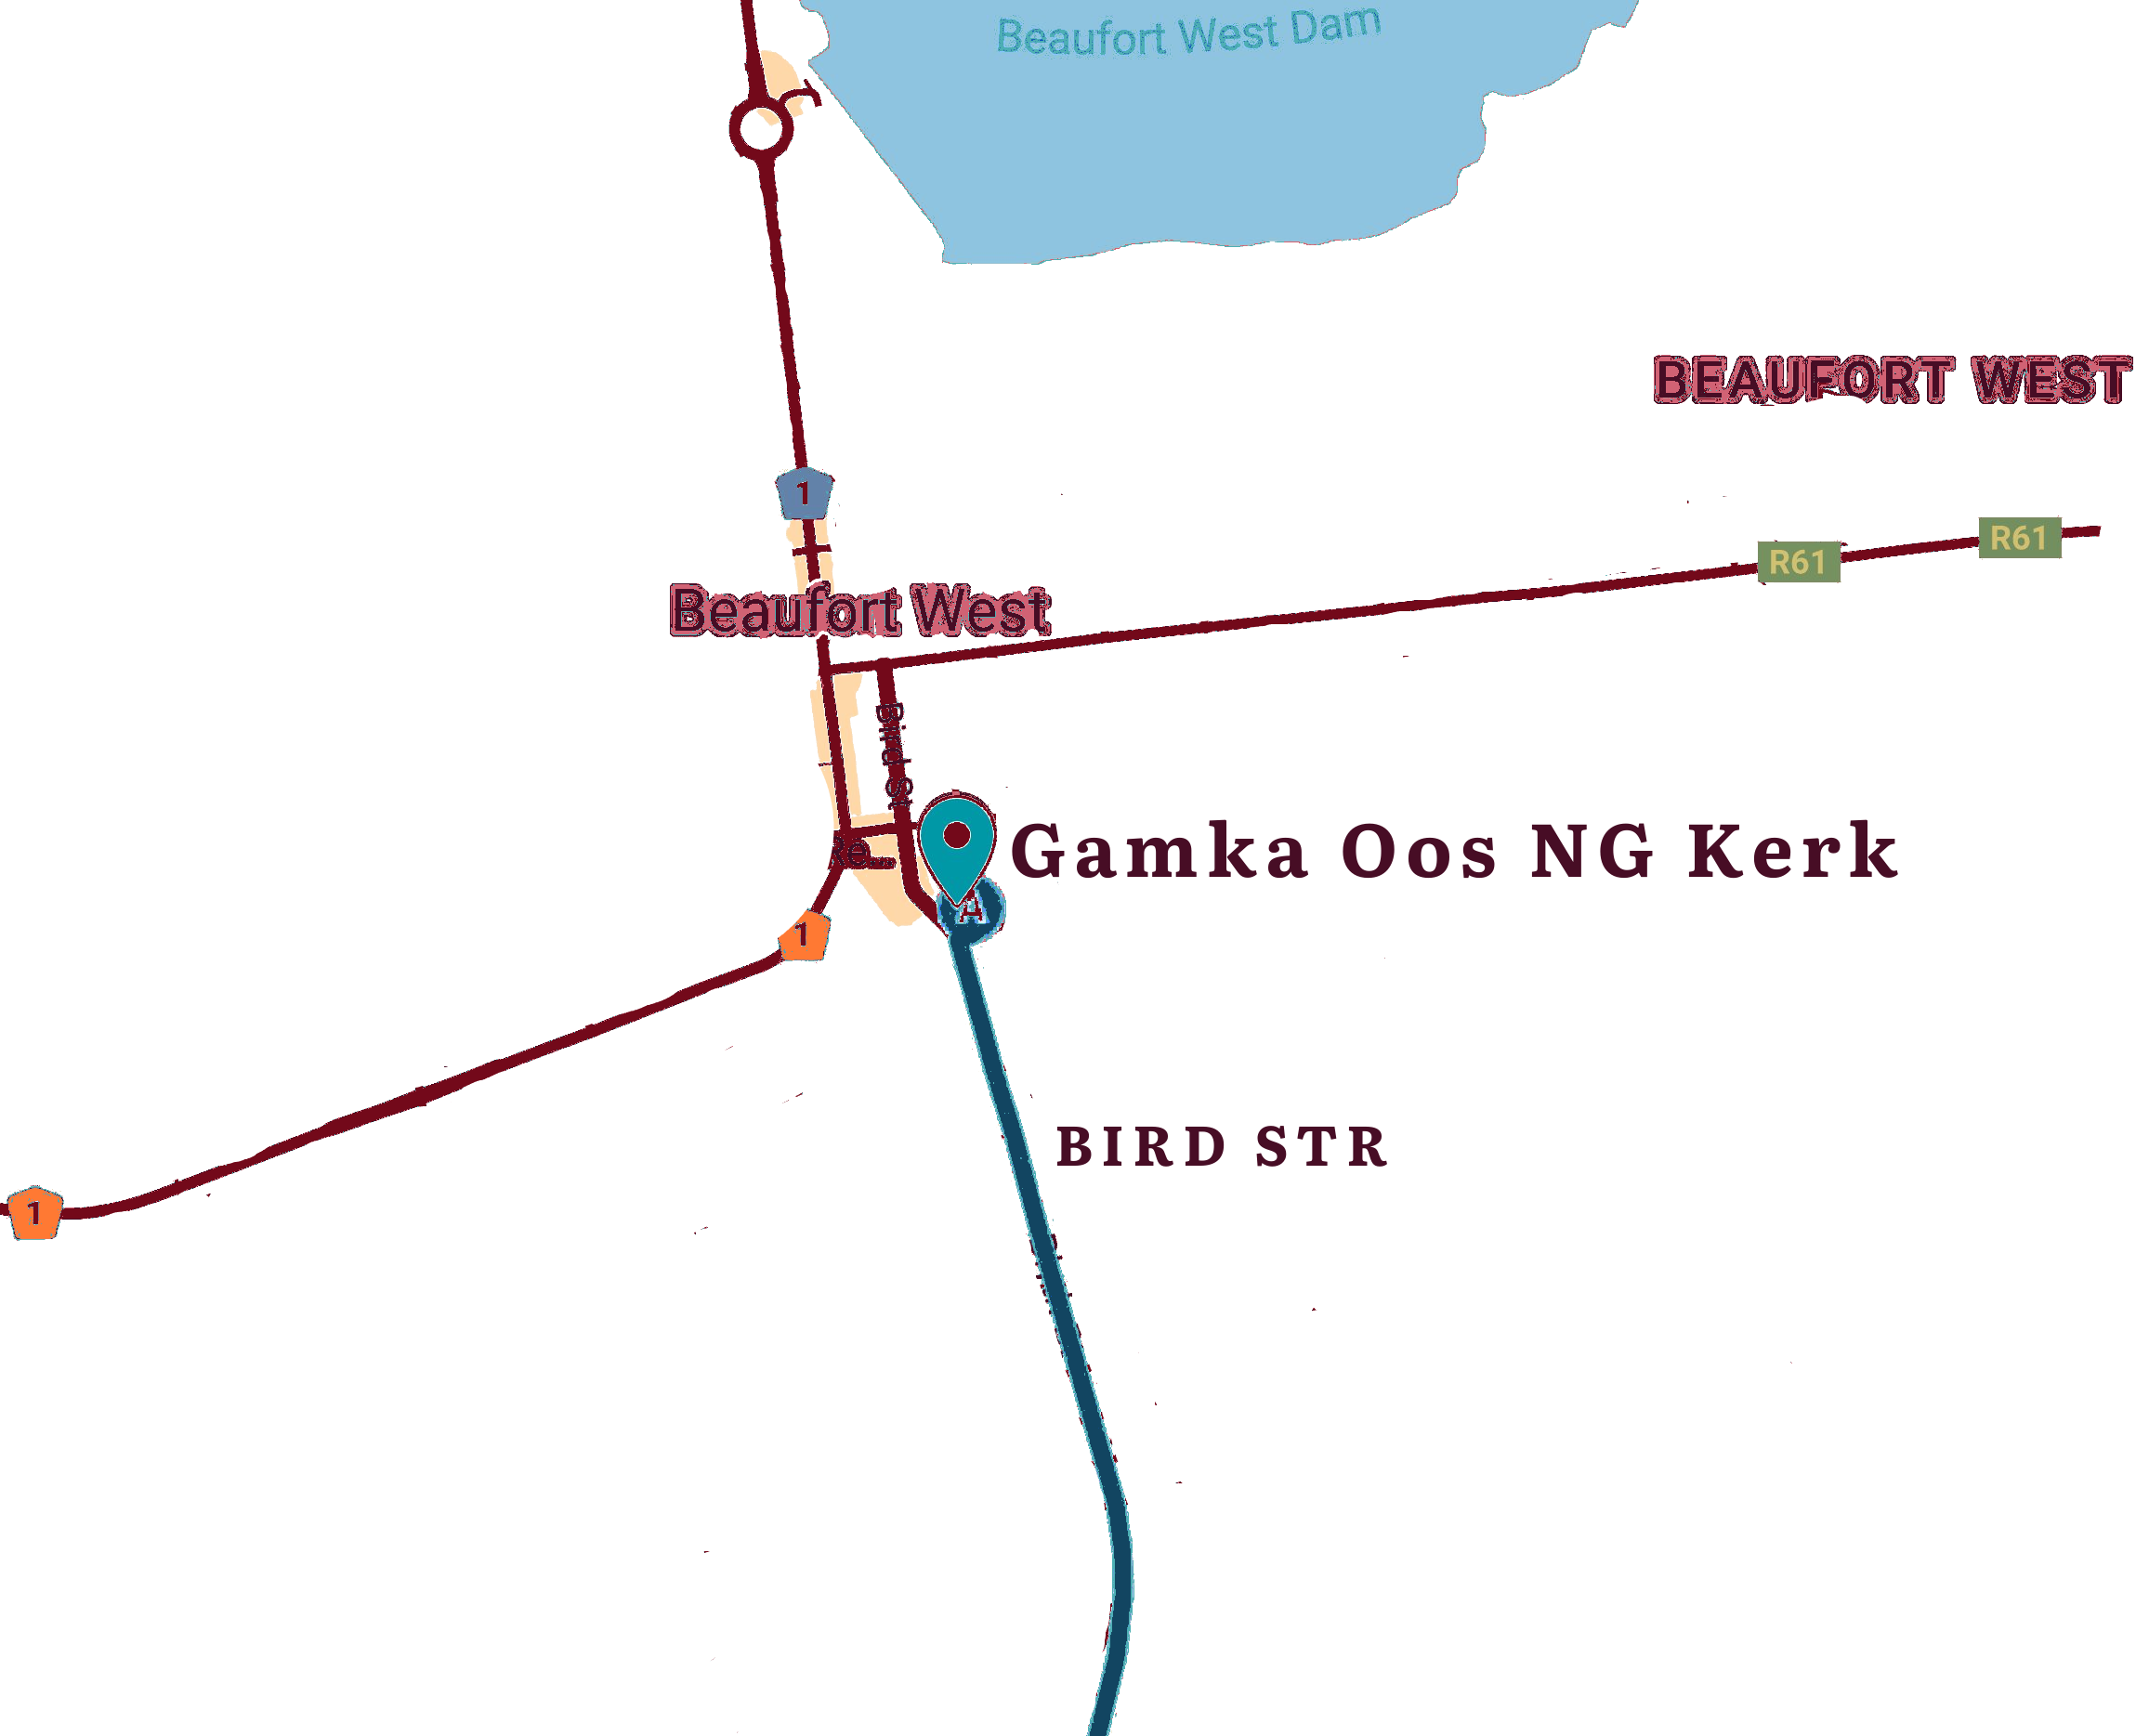 Beaufort West Dam
BEAUFORT WEST
1
R61
R61
Beaufort West
Bird St
Gamka Oos NG Kerk
Re
A
1
BIRD STR
1